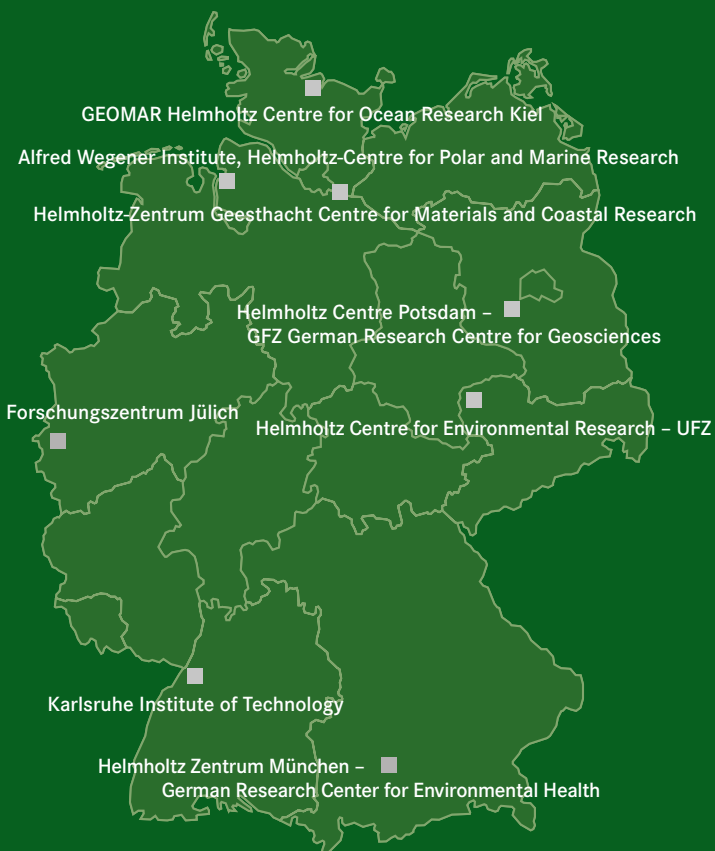 GEOMAR Helmholtz Centre for Ocean Research Kiel
Alfred Wegener Institute, Helmholtz-Centre for Polar and Marine Research
Helmholtz-Zentrum Geesthacht Centre for Materials and Coastal Research
Helmholtz Centre Potsdam –
GFZ German Research Centre for Geosciences
Forschungszentrum Jülich
Helmholtz Centre for Environmental Research – UFZ
Karlsruhe Institute of Technology
Helmholtz Zentrum München –
German Research Center for Environmental Health